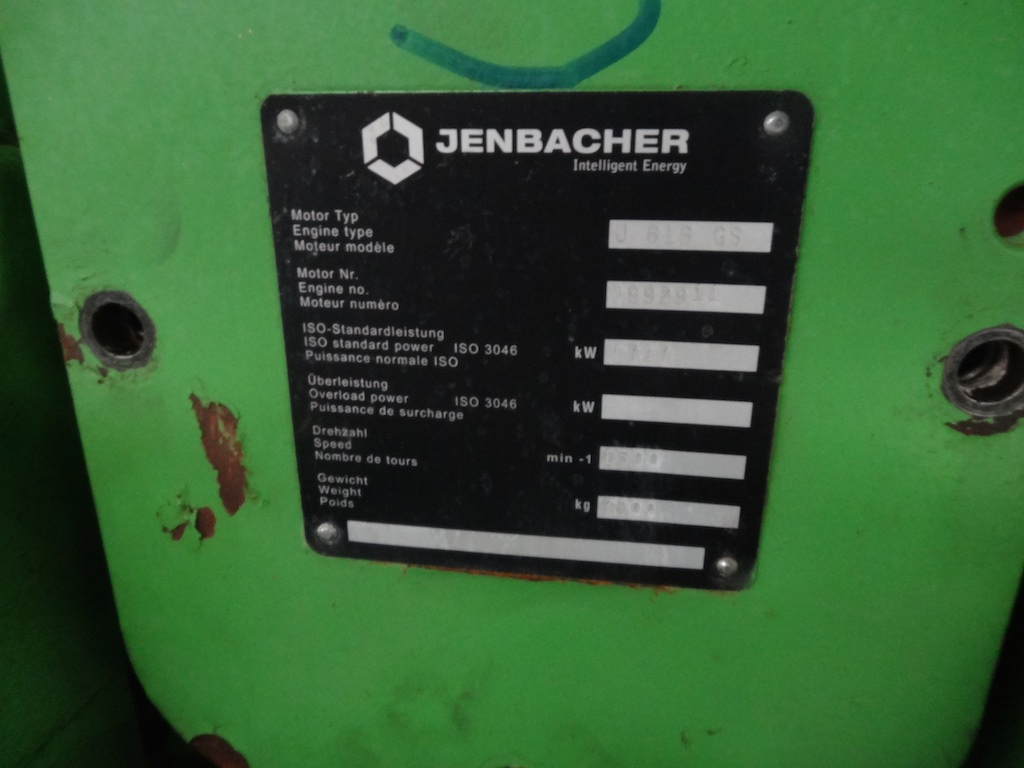 JENBACHER
Intelligent Energy
Motor Typ
Engine type
Moteur modèle
J 616 GS
Motor Nr.
Engine no.
Moteur numèro
ISO-Standardleistung
ISO standard power ISO 3046 kW
Puissance normale ISO
Überleistung
Overload power ISO 3046 kW
Puissance de surcharge
Drehzahl
Speed
Nombre de tours
min -1
Gewicht
Weight
Poids
kg